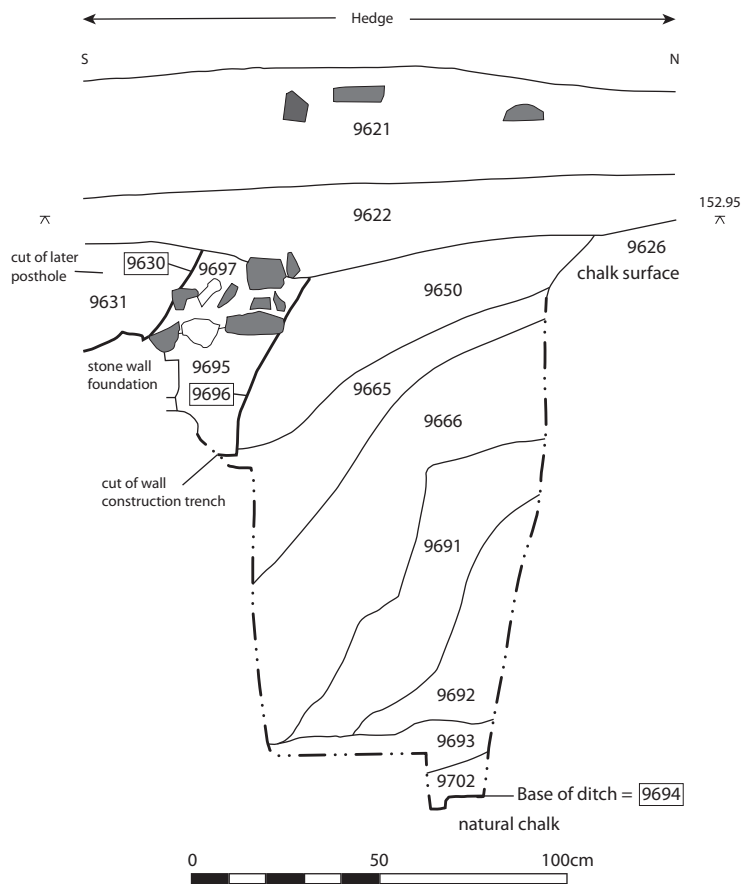 Hedge
S
N
9621
9622
152.95
cut of later
posthole
9630
9697
9626
chalk surface
9631
9650
stone wall
foundation
9695
9696
9665
9666
cut of wall
construction trench
9691
9692
9693
9702
Base of ditch = 9694
natural chalk
0 50 100cm